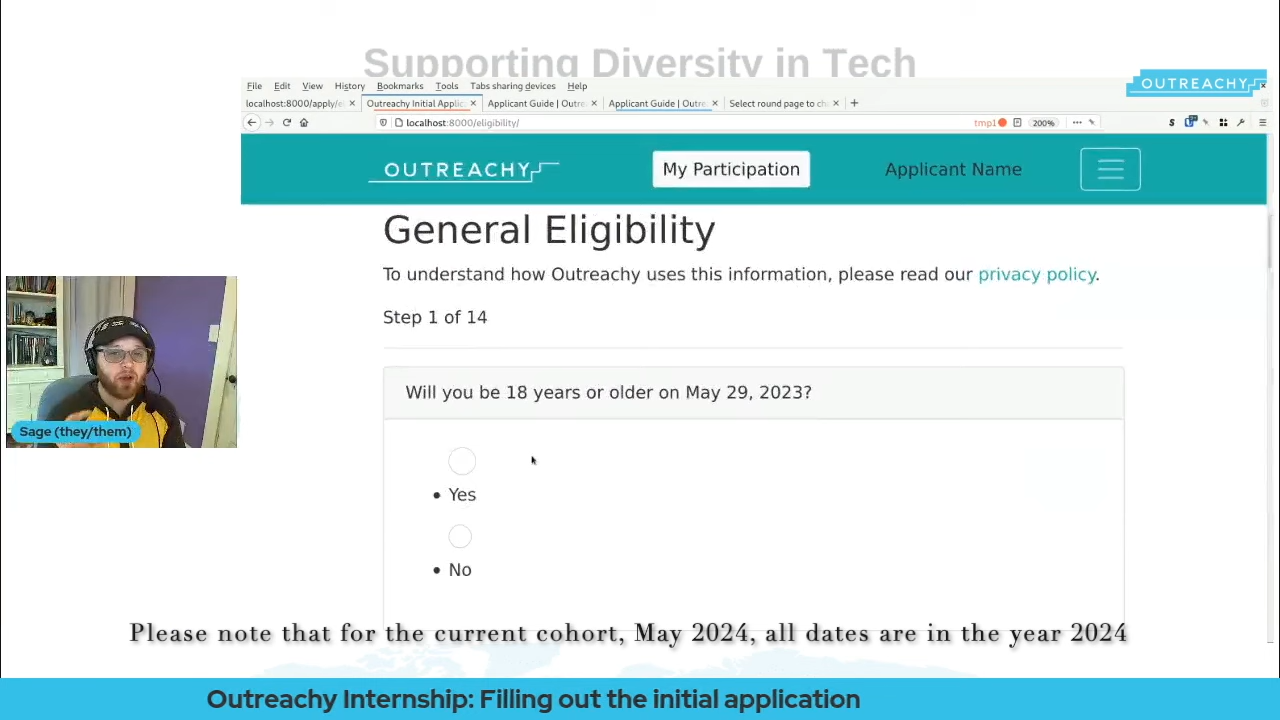 Supporting Diversity in Tech
File Edit View History Bookmarks Tools Tabs sharing devices Help
OUTREACHY
localhost:8000/apply/el × Outreachy Initial Applic × Applicant Guide | Outre × Applicant Guide | Outre × Select round page to ch × +
localhost:8000/eligibility/ tmp1 200%
OUTREACHY My Participation Applicant Name
General Eligibility
To understand how Outreachy uses this information, please read our privacy policy.
Step 1 of 14
Will you be 18 years or older on May 29, 2023?
• Yes
• No
Sage (they/them)
Please note that for the current cohort, May 2024, all dates are in the year 2024
Outreachy Internship: Filling out the initial application